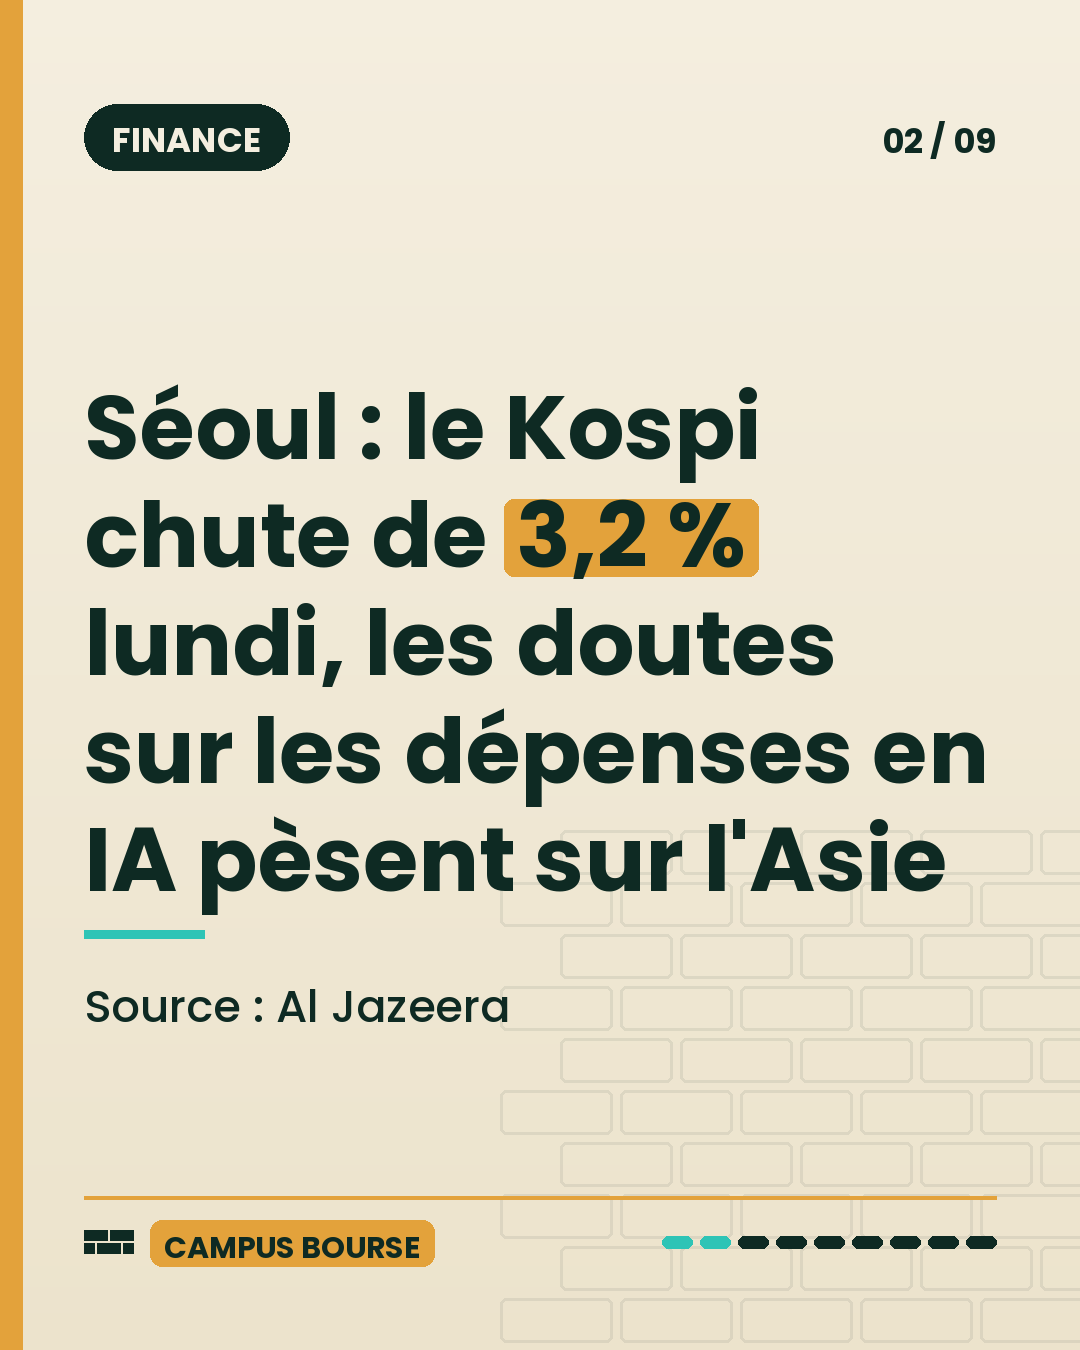 FINANCE
02 / 09
Séoul : le Kospi
chute de 3,2 %
lundi, les doutes
sur les dépenses en
IA pèsent sur l'Asie
Source : Al Jazeera
CAMPUS BOURSE